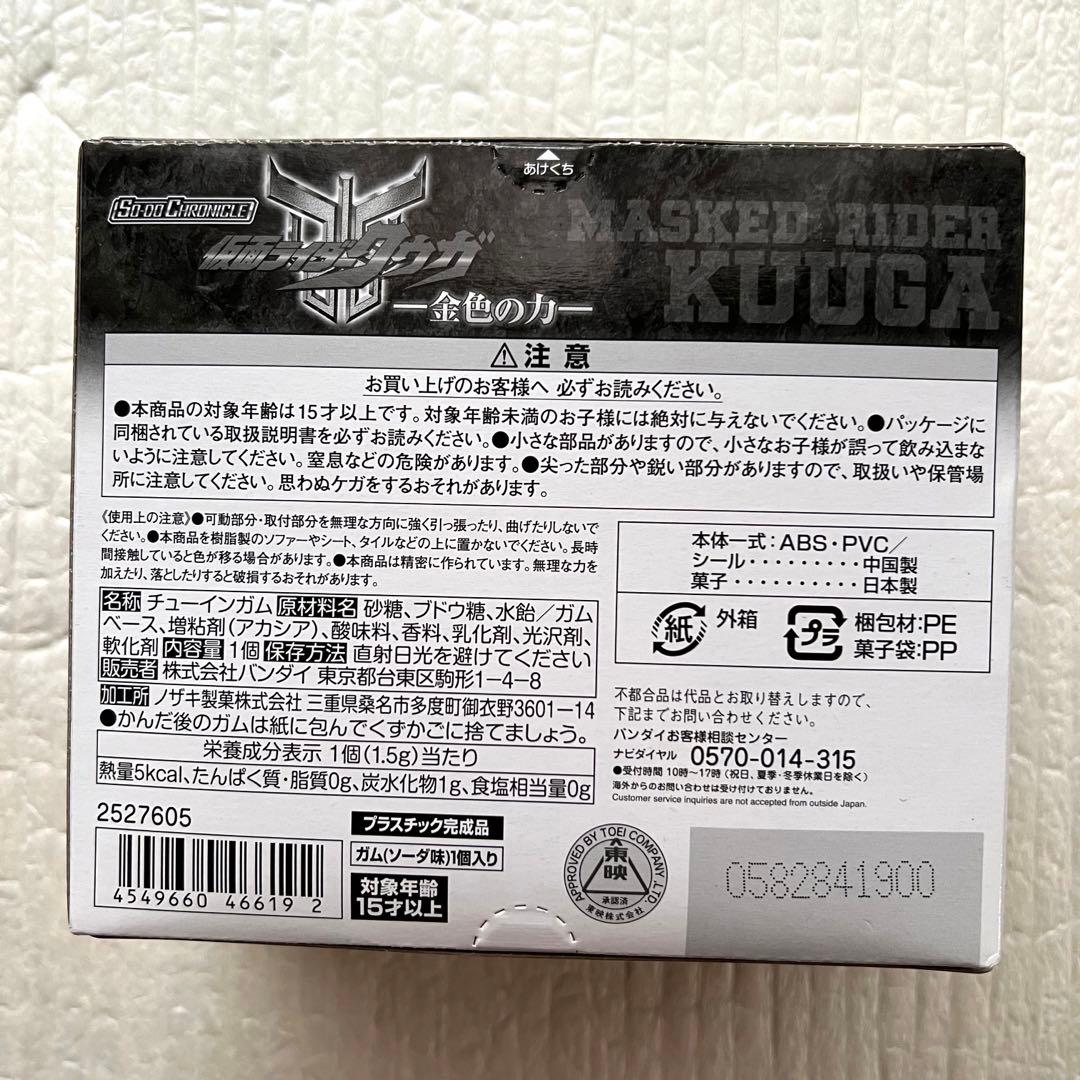 あけくち
SO-DO CHRONICLE
仮面ライダークウガ
―金色の力―
MASKED RIDER
KUUGA
⚠注意
お買い上げのお客様へ 必ずお読みください。
●本商品の対象年齢は15才以上です。対象年齢未満のお子様には絶対に与えないでください。●パッケージに
同梱されている取扱説明書を必ずお読みください。●小さな部品がありますので、小さなお子様が誤って飲み込まな
いように注意してください。窒息などの危険があります。●尖った部分や鋭い部分がありますので、取扱いや保管場
所に注意してください。思わぬケガをするおそれがあります。
《使用上の注意》●可動部分・取付部分を無理な方向に強く引っ張ったり、曲げたりしないで
ください。●本商品を樹脂製のソファーやシート、タイルなどの上に置かないでください。長時
間接触していると色が移る場合があります。●本商品は精密に作られています。無理な力を
加えたり、落としたりすると破損するおそれがあります。
名称 チューインガム 原材料名 砂糖、ブドウ糖、水飴／ガム
ベース、増粘剤(アカシア)、酸味料、香料、乳化剤、光沢剤、
軟化剤 内容量 1個 保存方法 直射日光を避けてください
販売者 株式会社バンダイ 東京都台東区駒形1-4-8
加工所 ノザキ製菓株式会社 三重県桑名市多度町御衣野3601-14
●かんだ後のガムは紙に包んでくずかごに捨てましょう。
栄養成分表示 1個(1.5g)当たり
熱量5kcal、たんぱく質・脂質0g、炭水化物1g、食塩相当量0g
本体一式：ABS・PVC／
シール・・・・・・・・・中国製
菓子・・・・・・・・・・日本製
紙 外箱
プラ 梱包材：PE
菓子袋：PP
不都合品は代品とお取り替えしますので、
下記までお問い合わせください。
バンダイお客様相談センター
ナビダイヤル 0570-014-315
●受付時間 10時～17時(祝日、夏季・冬季休業日を除く)
海外からのお問い合わせは受け付けておりません。
Customer service inquiries are not accepted from outside Japan.
2527605
4549660 466192
プラスチック完成品
ガム(ソーダ味)1個入り
対象年齢
15才以上
APPROVED BY TOEI COMPANY, LTD.
東映
承認済
東映株式会社
0582841900